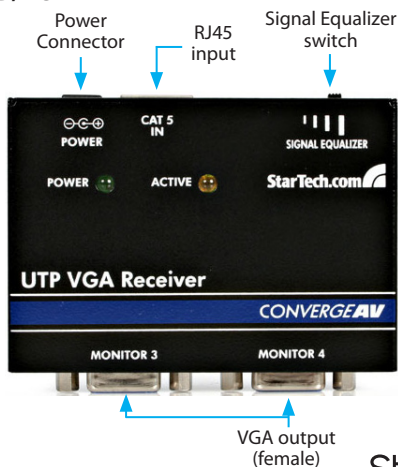 Power
Connector
RJ45
input
Signal Equalizer
switch
POWER
CAT 5
IN
SIGNAL EQUALIZER
POWER
ACTIVE
StarTech.com
UTP VGA Receiver
CONVERGEAV
MONITOR 3
MONITOR 4
VGA output
(female)